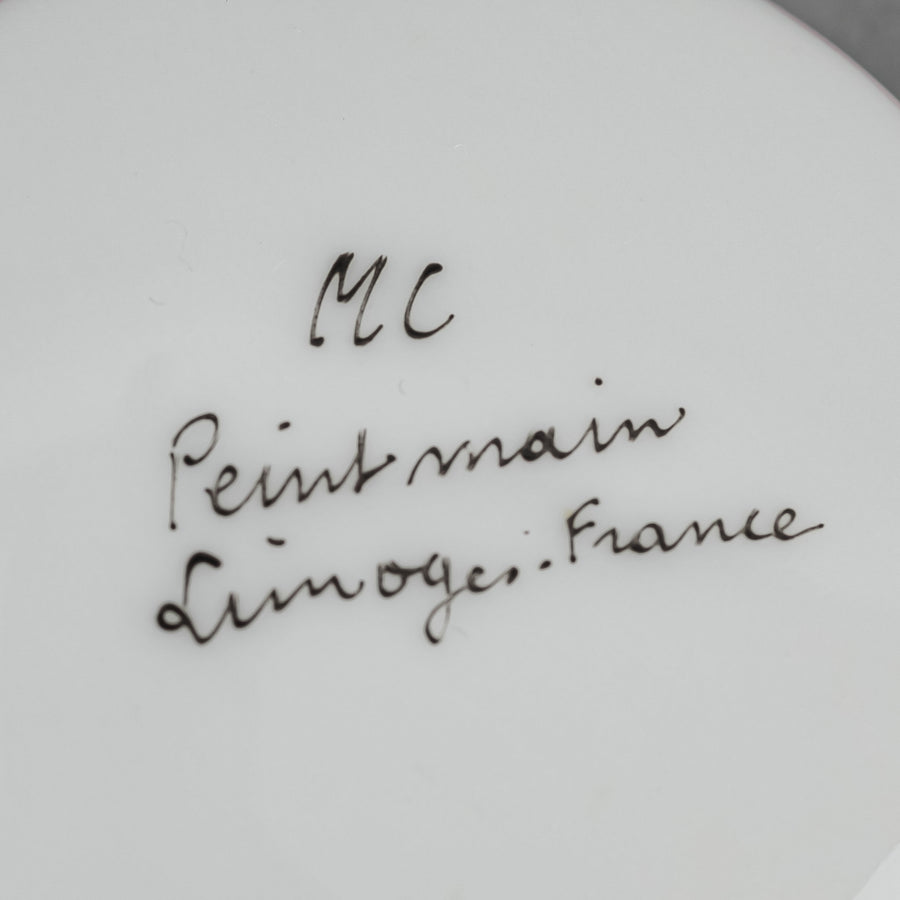 MC
Peint main
Limoges. France